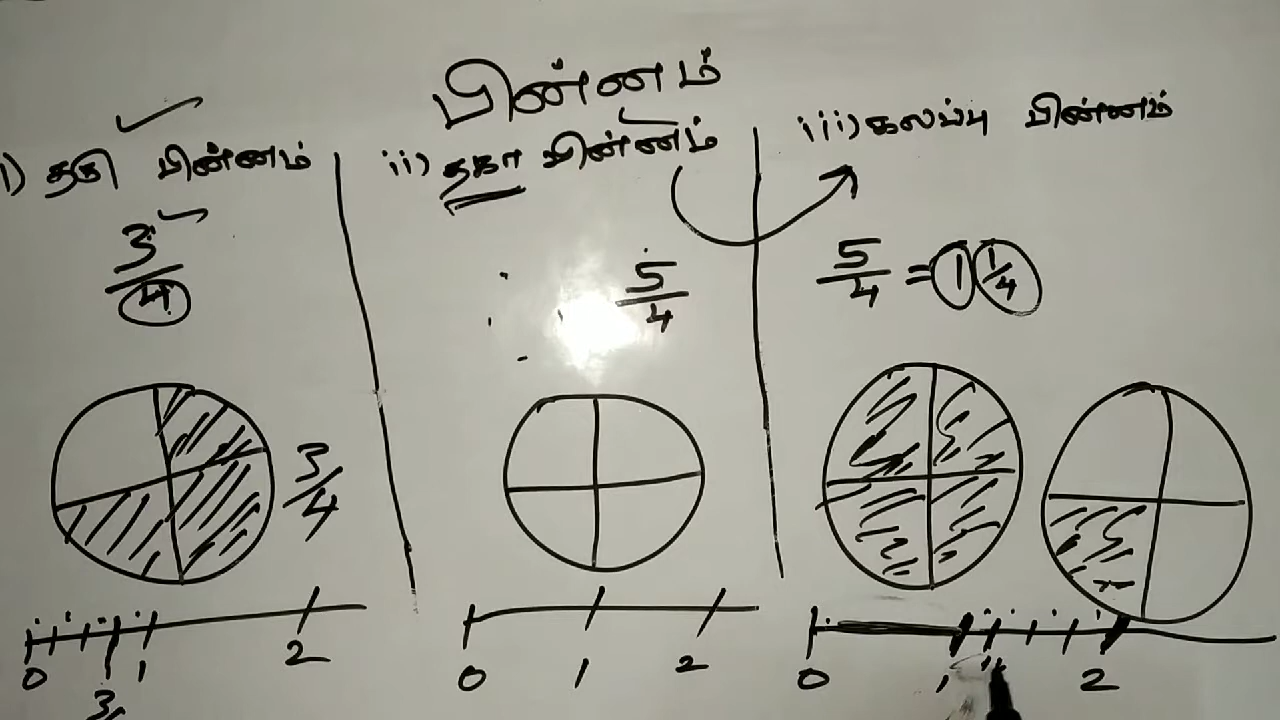 பின்னம்
i) தகு பின்னம்
ii) தகா பின்னம்
iii) கலப்பு பின்னம்
3/4
5/4
5/4 = 1 1/4
3/4
0 1 2
0 1 2
0 1 2